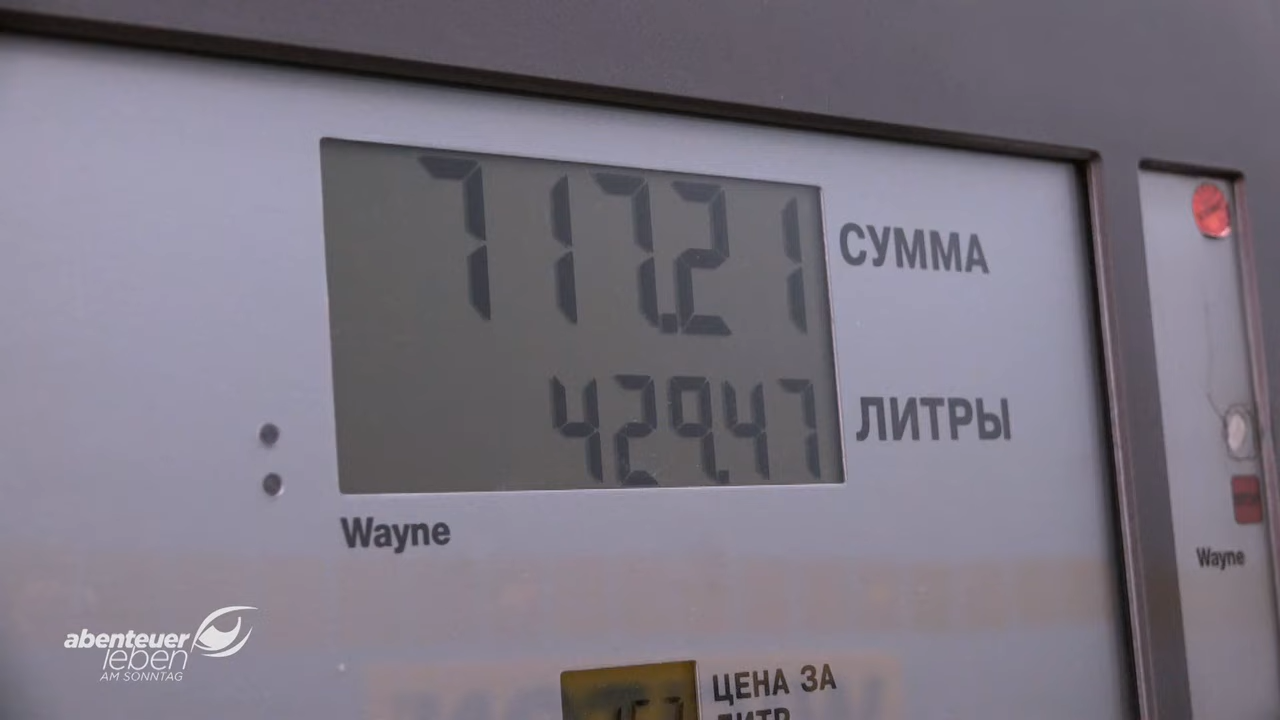 717.21
СУММА
429.47
ЛИТРЫ
Wayne
Wayne
abenteuer
leben
AM SONNTAG
ЦЕНА ЗА
ЛИТР